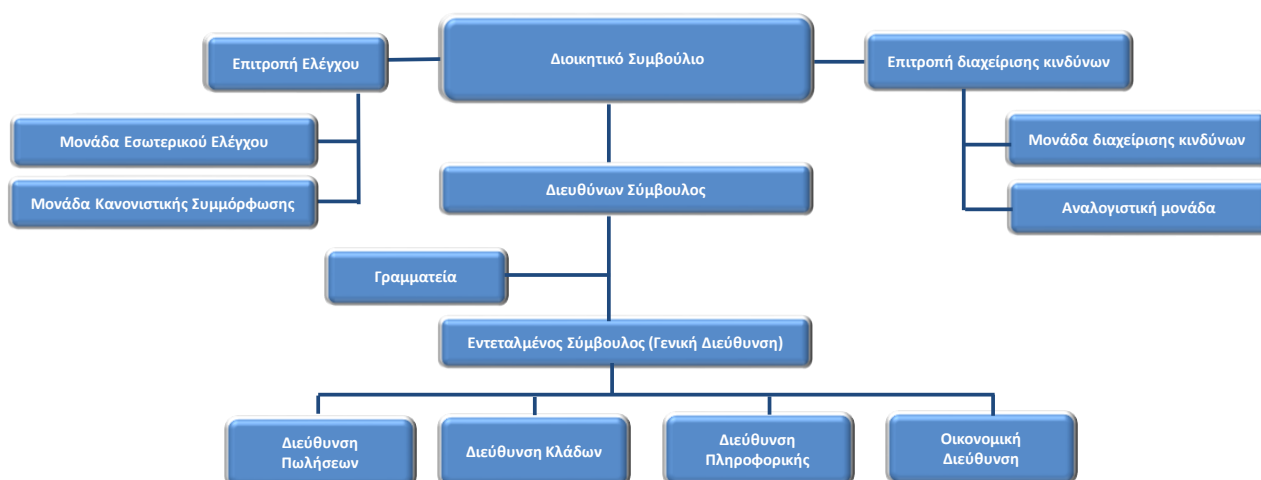 Διοικητικό Συμβούλιο
Επιτροπή Ελέγχου
Επιτροπή διαχείρισης κινδύνων
Μονάδα Εσωτερικού Ελέγχου
Μονάδα διαχείρισης κινδύνων
Μονάδα Κανονιστικής Συμμόρφωσης
Διευθύνων Σύμβουλος
Αναλογιστική μονάδα
Γραμματεία
Εντεταλμένος Σύμβουλος (Γενική Διεύθυνση)
Διεύθυνση
Πωλήσεων
Διεύθυνση Κλάδων
Διεύθυνση
Πληροφορικής
Οικονομική
Διεύθυνση